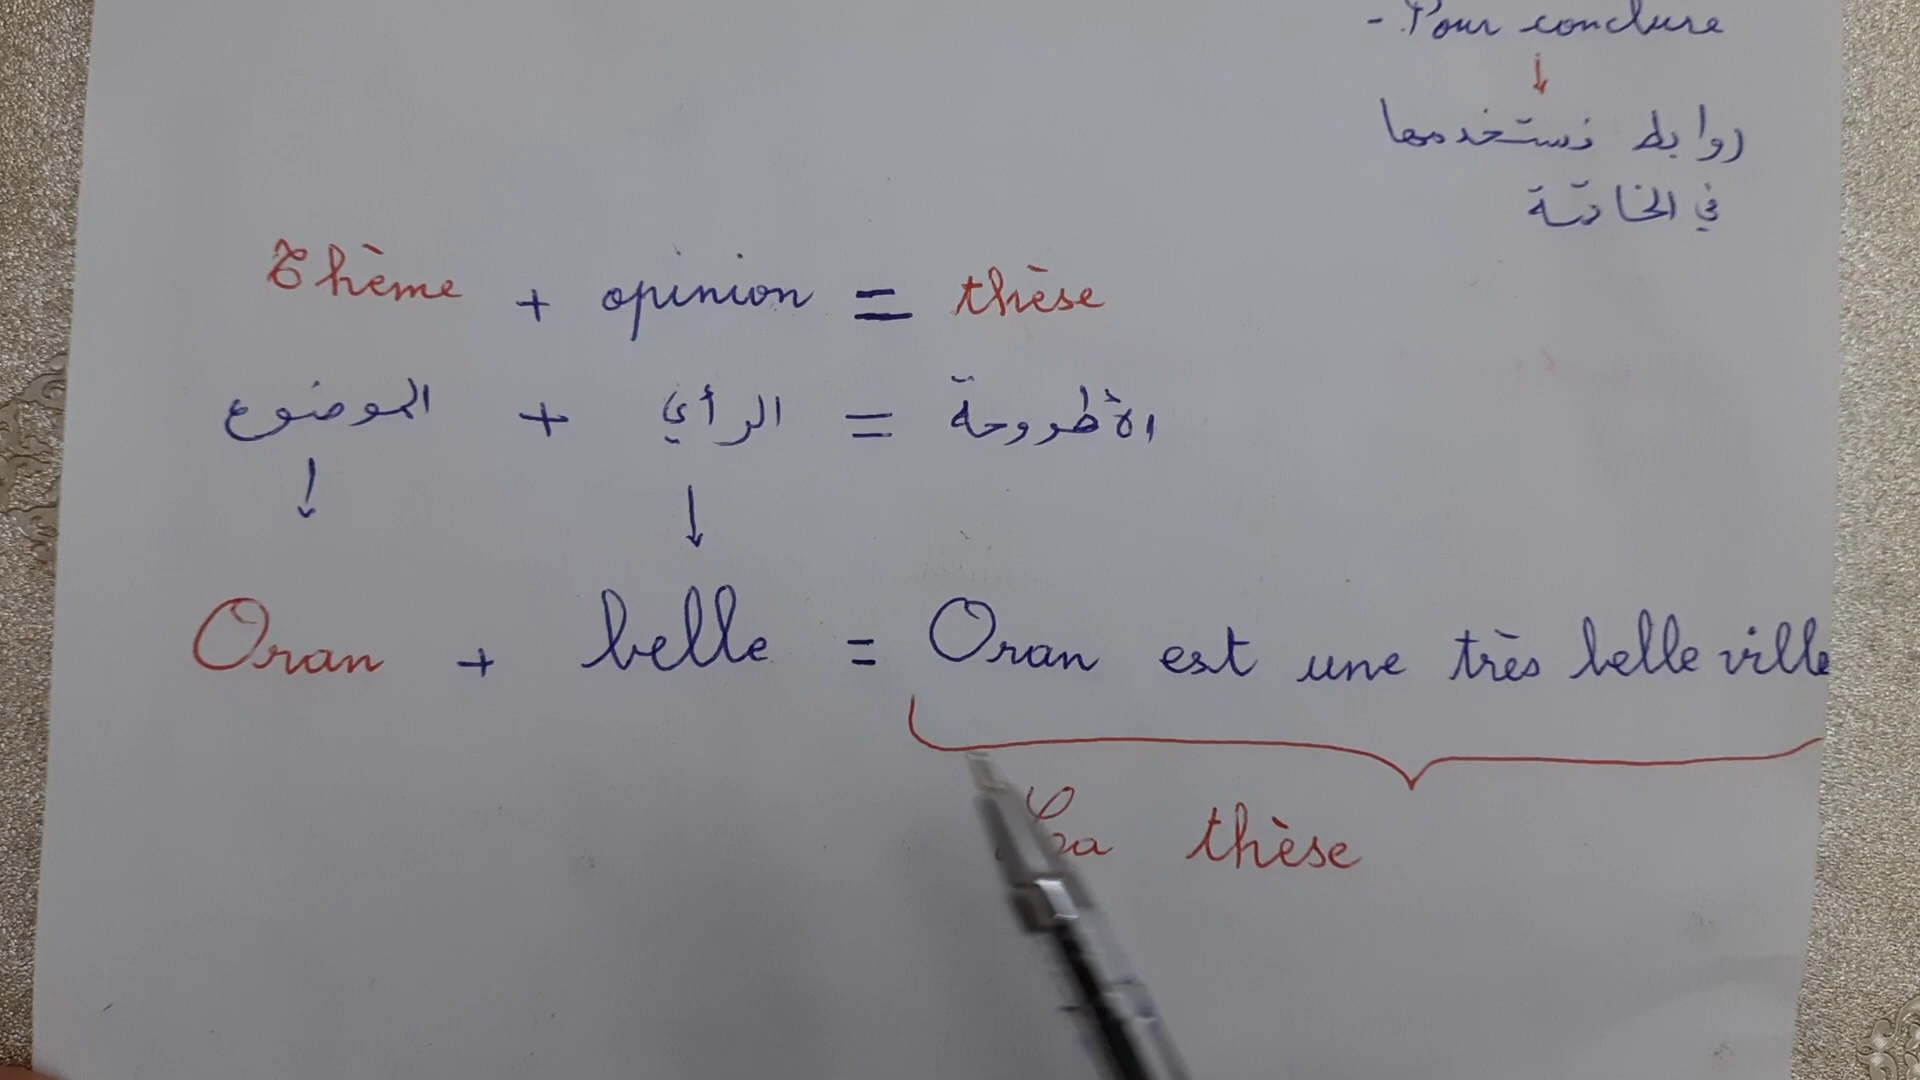 - Pour conclure
روابط نستخدمها
في الخاتمة
Thème + opinion = thèse
الموضوع + الرأي = الأطروحة
Oran + belle = Oran est une très belle ville
La thèse